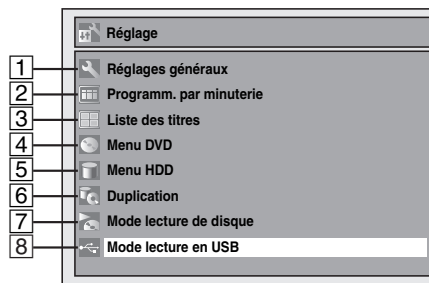 Réglage
1 Réglages généraux
2 Programm. par minuterie
3 Liste des titres
4 Menu DVD
5 Menu HDD
6 Duplication
7 Mode lecture de disque
8 Mode lecture en USB